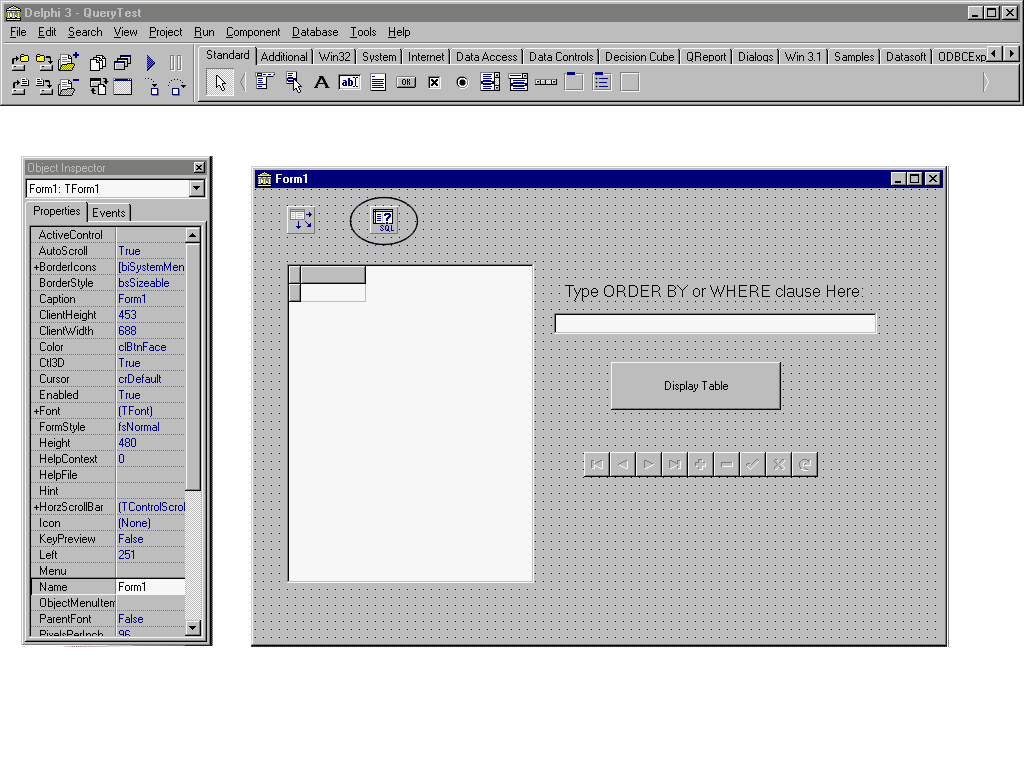 Delphi 3 - QueryTest
File Edit Search View Project Run Component Database Tools Help
Standard Additional Win32 System Internet Data Access Data Controls Decision Cube QReport Dialogs Win 3.1 Samples Datasoft ODBCExp
A ab OK
Object Inspector
Form1: TForm1
Properties Events
ActiveControl
AutoScroll True
+BorderIcons [biSystemMen
BorderStyle bsSizeable
Caption Form1
ClientHeight 453
ClientWidth 688
Color clBtnFace
Ctl3D True
Cursor crDefault
Enabled True
+Font (TFont)
FormStyle fsNormal
Height 480
HelpContext 0
HelpFile
Hint
+HorzScrollBar (TControlScrol
Icon (None)
KeyPreview False
Left 251
Menu
Name Form1
ObjectMenuItem
ParentFont False
PixelsPerInch 96
Form1
? SQL
Type ORDER BY or WHERE clause Here:
Display Table